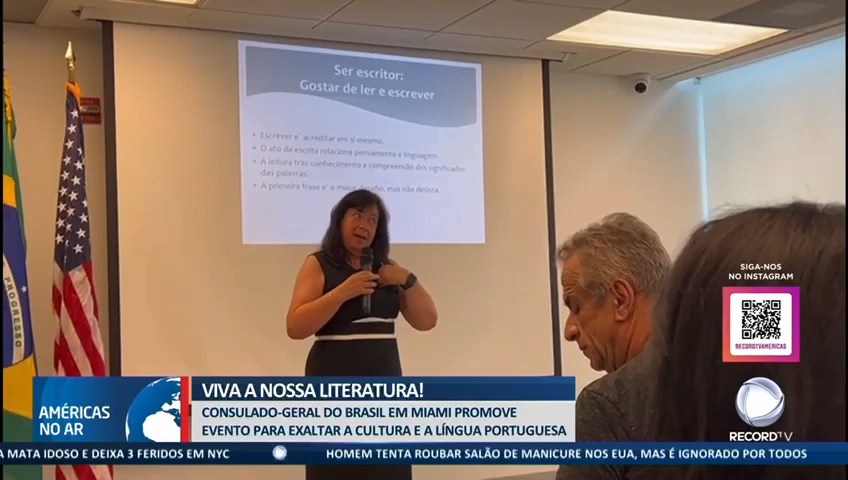 Ser escritor:
Gostar de ler e escrever
• Escrever e´ acreditar em si mesmo.
• O ato da escrita relaciona pensamento e linguagem.
• A leitura traz conhecimento e compreensão dos significados
das palavras.
• A primeira frase e´ o maior desafio, mas não desista.
PROGRESSO
SIGA-NOS
NO INSTAGRAM
RECORDTVAMERICAS
RECORD TV
AMÉRICAS
NO AR
VIVA A NOSSA LITERATURA!
CONSULADO-GERAL DO BRASIL EM MIAMI PROMOVE
EVENTO PARA EXALTAR A CULTURA E A LÍNGUA PORTUGUESA
A MATA IDOSO E DEIXA 3 FERIDOS EM NYC
HOMEM TENTA ROUBAR SALÃO DE MANICURE NOS EUA, MAS É IGNORADO POR TODOS